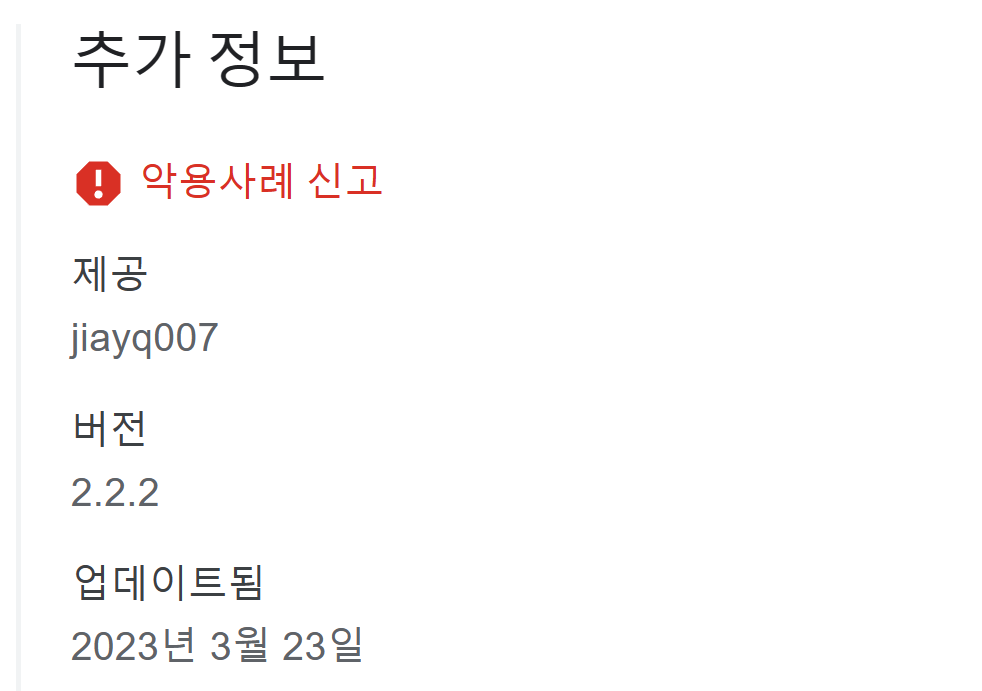 추가 정보
악용사례 신고
제공
jiayq007
버전
2.2.2
업데이트됨
2023년 3월 23일